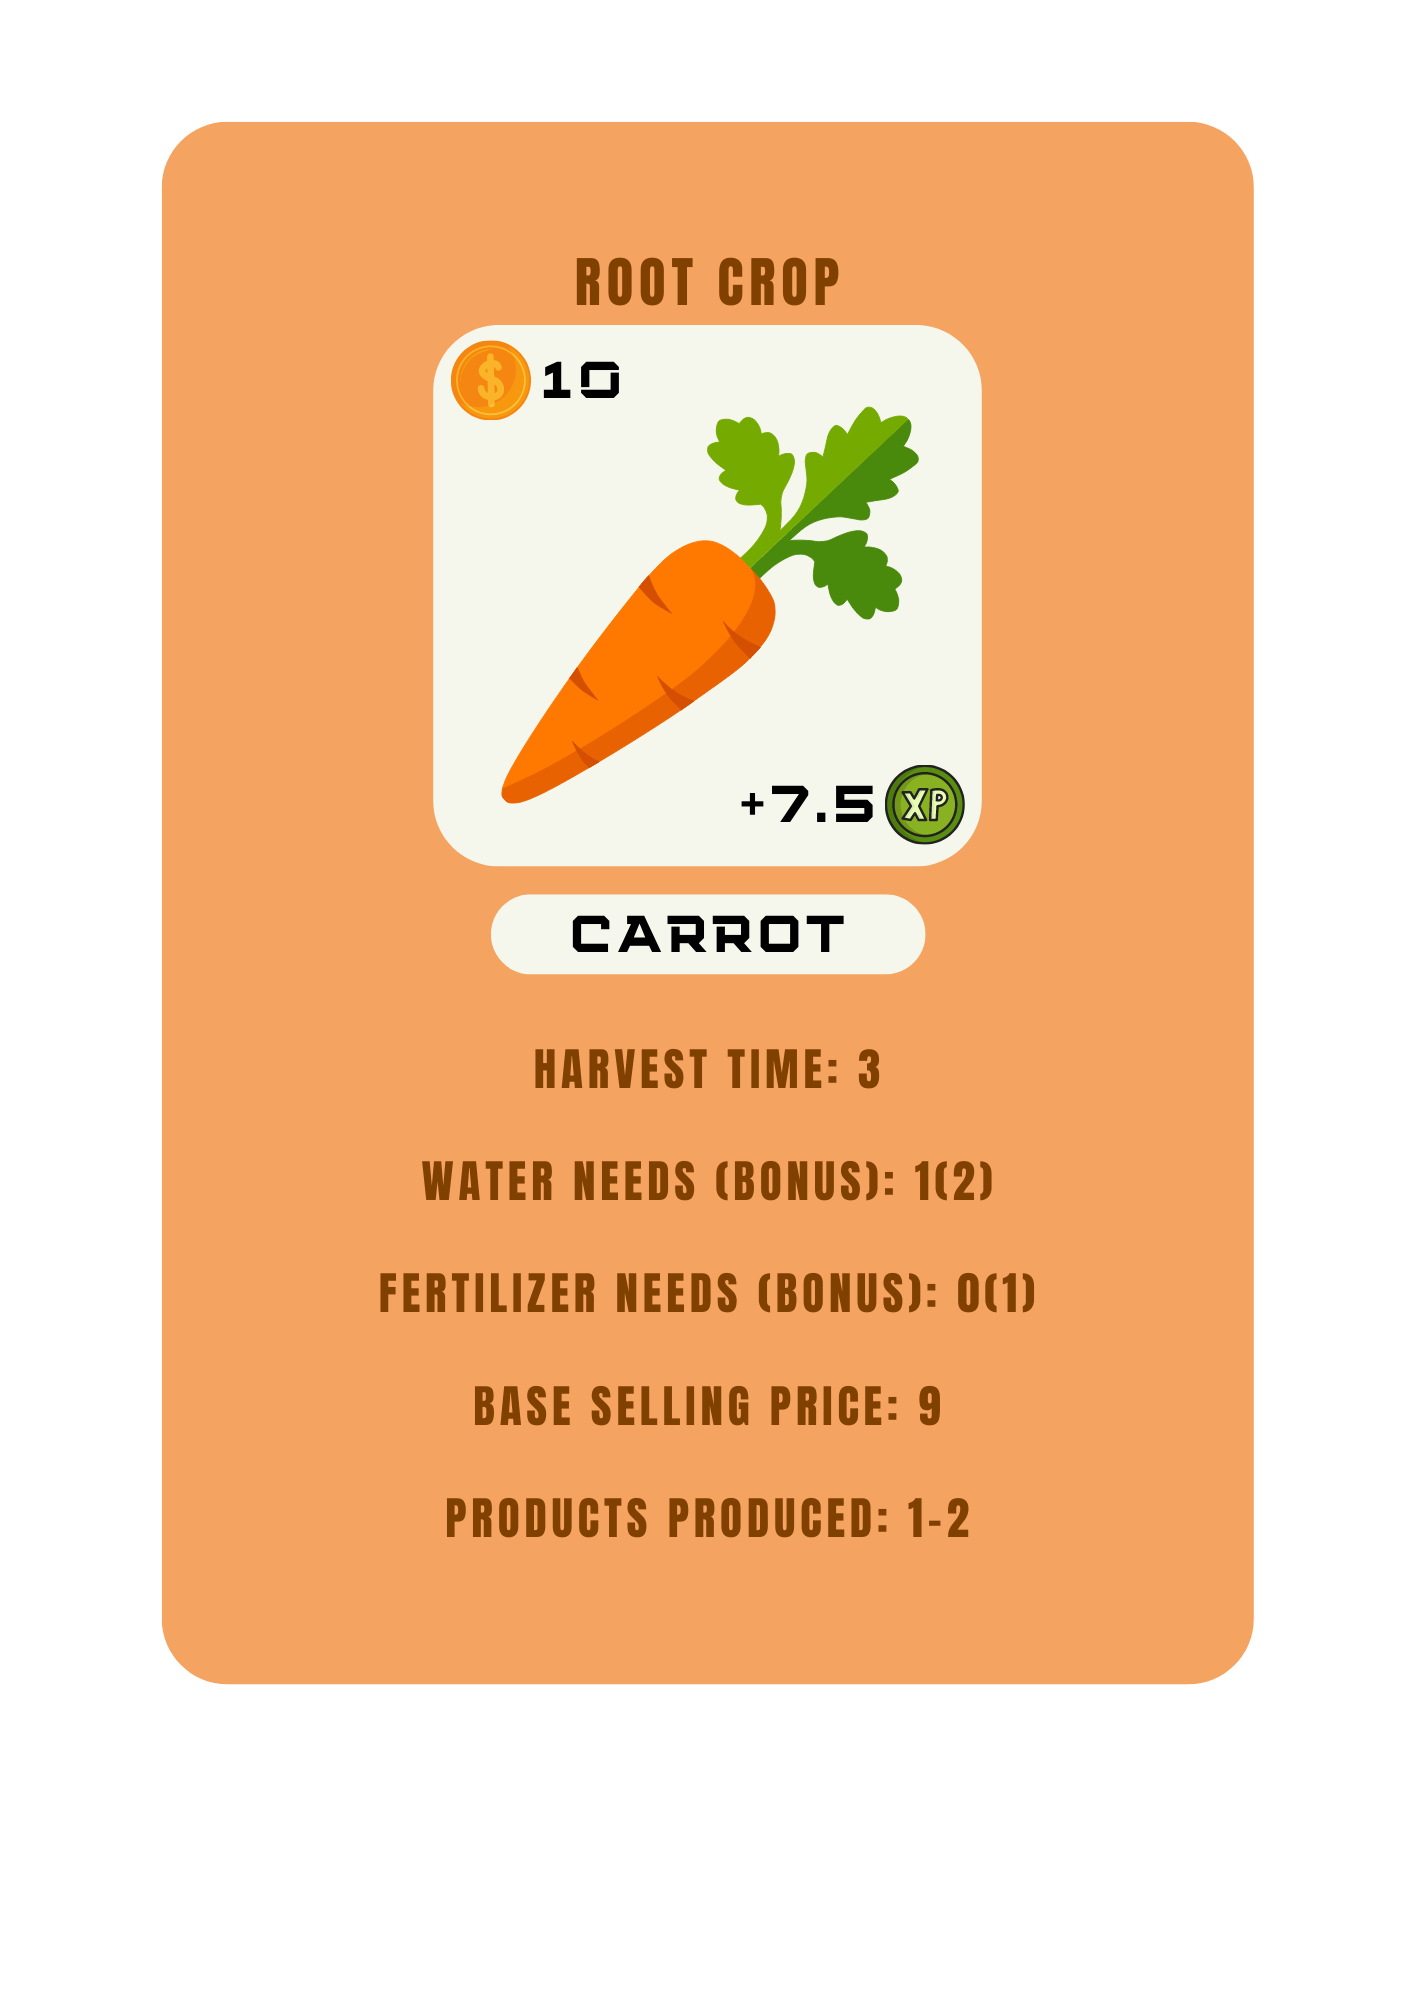 ROOT CROP
$ 10
+7.5 XP
CARROT
HARVEST TIME: 3
WATER NEEDS (BONUS): 1(2)
FERTILIZER NEEDS (BONUS): 0(1)
BASE SELLING PRICE: 9
PRODUCTS PRODUCED: 1-2